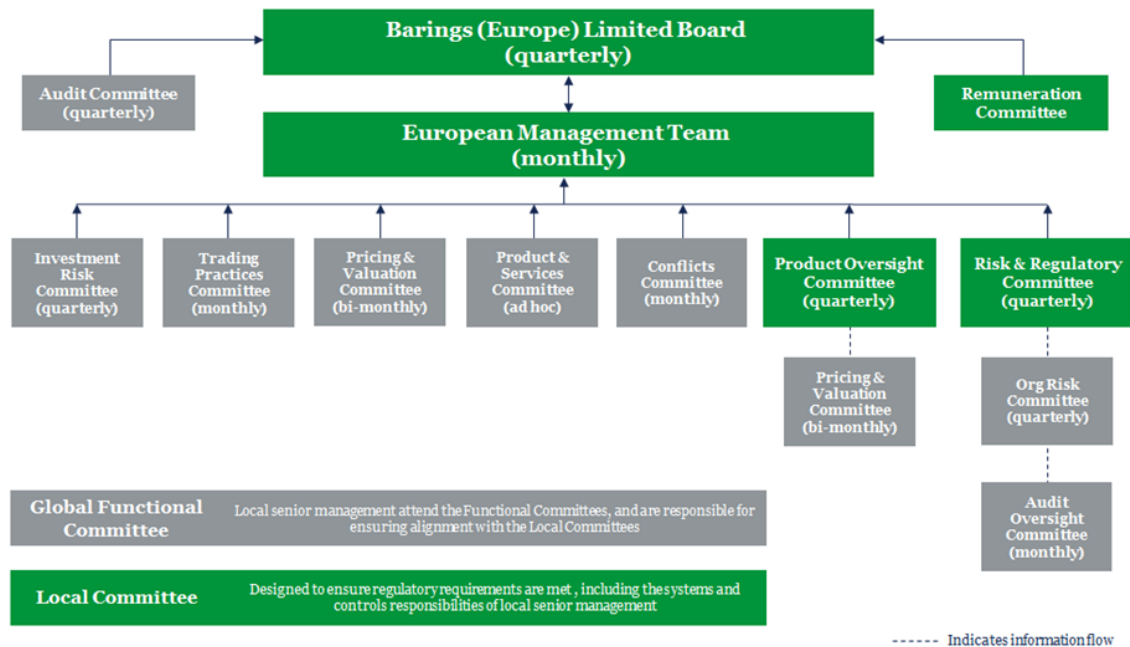 Barings (Europe) Limited Board
(quarterly)
Audit Committee
(quarterly)
Remuneration
Committee
European Management Team
(monthly)
Investment
Risk
Committee
(quarterly)
Trading
Practices
Committee
(monthly)
Pricing &
Valuation
Committee
(bi-monthly)
Product &
Services
Committee
(ad hoc)
Conflicts
Committee
(monthly)
Product Oversight
Committee
(quarterly)
Risk & Regulatory
Committee
(quarterly)
Pricing &
Valuation
Committee
(bi-monthly)
Org Risk
Committee
(quarterly)
Audit
Oversight
Committee
(monthly)
Global Functional
Committee
Local senior management attend the Functional Committees, and are responsible for
ensuring alignment with the Local Committees
Local Committee
Designed to ensure regulatory requirements are met , including the systems and
controls responsibilities of local senior management
Indicates information flow